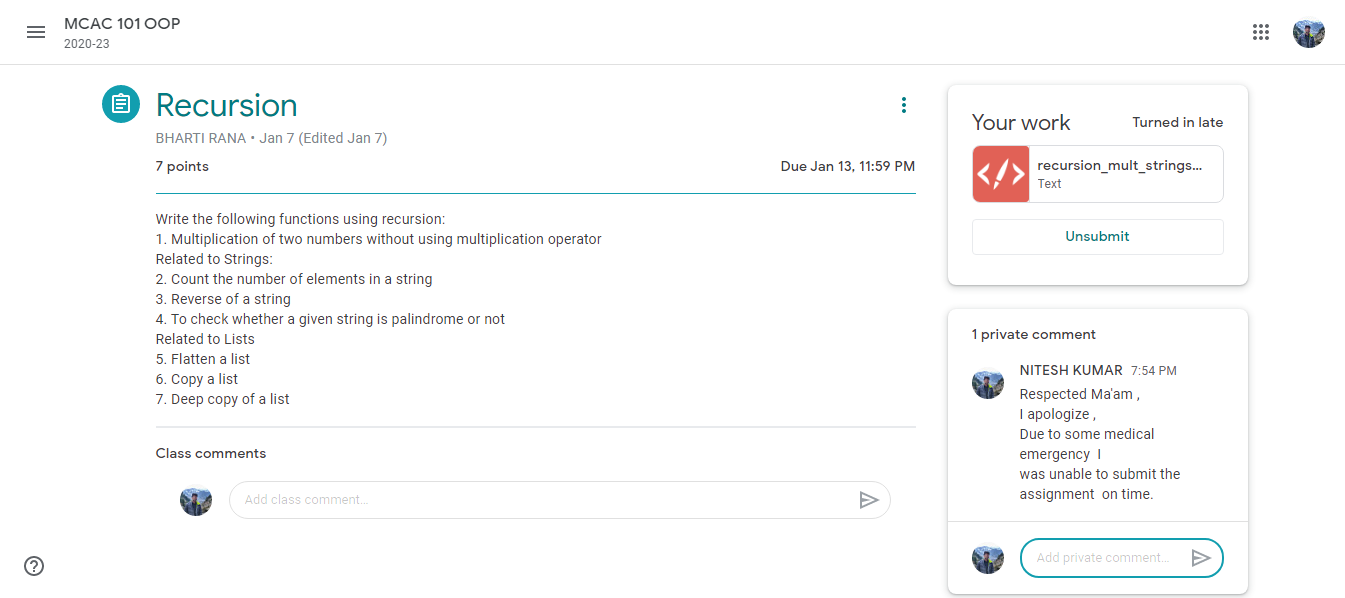 MCAC 101 OOP
2020-23
Recursion
BHARTI RANA • Jan 7 (Edited Jan 7)
7 points
Due Jan 13, 11:59 PM
Write the following functions using recursion:
1. Multiplication of two numbers without using multiplication operator
Related to Strings:
2. Count the number of elements in a string
3. Reverse of a string
4. To check whether a given string is palindrome or not
Related to Lists
5. Flatten a list
6. Copy a list
7. Deep copy of a list
Class comments
Add class comment...
Your work
Turned in late
recursion_mult_strings...
Text
Unsubmit
1 private comment
NITESH KUMAR 7:54 PM
Respected Ma'am ,
I apologize ,
Due to some medical
emergency I
was unable to submit the
assignment on time.
Add private comment...